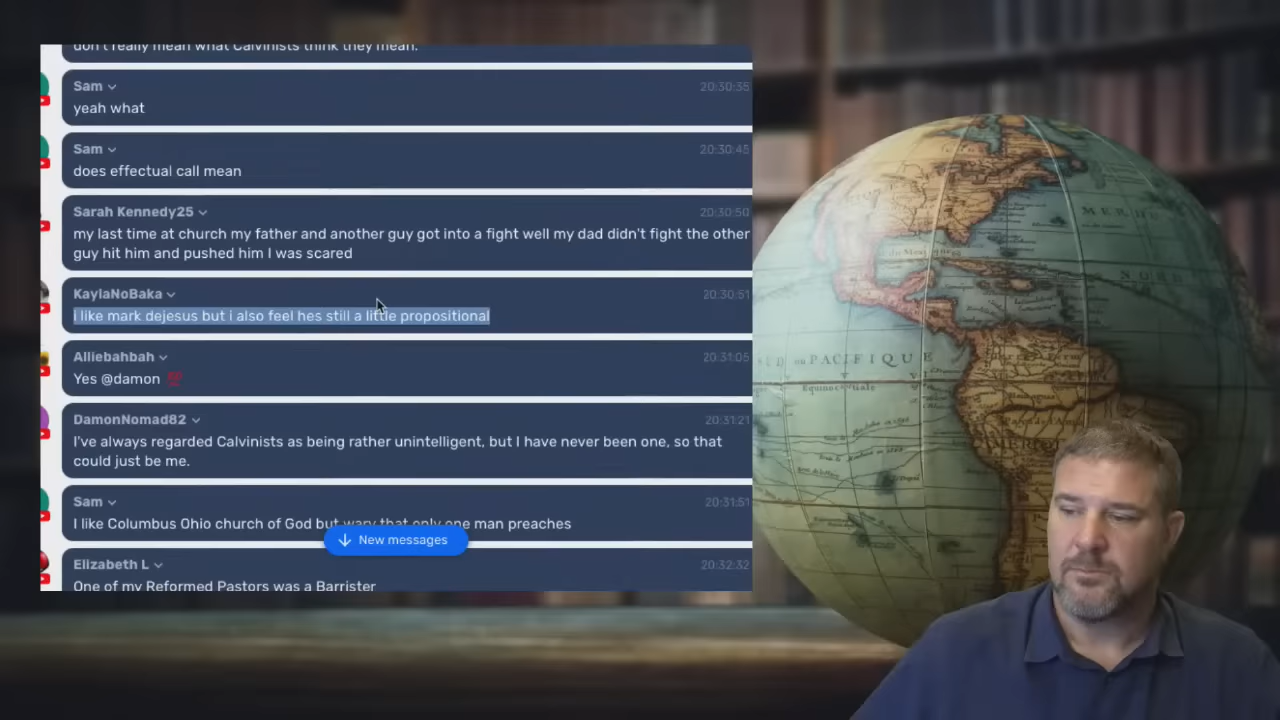 don't really mean what Calvinists think they mean.
Sam
20:30:35
yeah what
Sam
20:30:45
does effectual call mean
Sarah Kennedy25
20:30:50
my last time at church my father and another guy got into a fight well my dad didn't fight the other
guy hit him and pushed him I was scared
KaylaNoBaka
20:30:51
i like mark dejesus but i also feel hes still a little propositional
Alliebahbah
20:31:05
Yes @damon 💯
DamonNomad82
20:31:21
I've always regarded Calvinists as being rather unintelligent, but I have never been one, so that
could just be me.
Sam
20:31:51
I like Columbus Ohio church of God but wary that only one man preaches
New messages
Elizabeth L
20:32:32
One of my Reformed Pastors was a Barrister
PACIFIQUE
Equinoctiale
MER DU
NORD